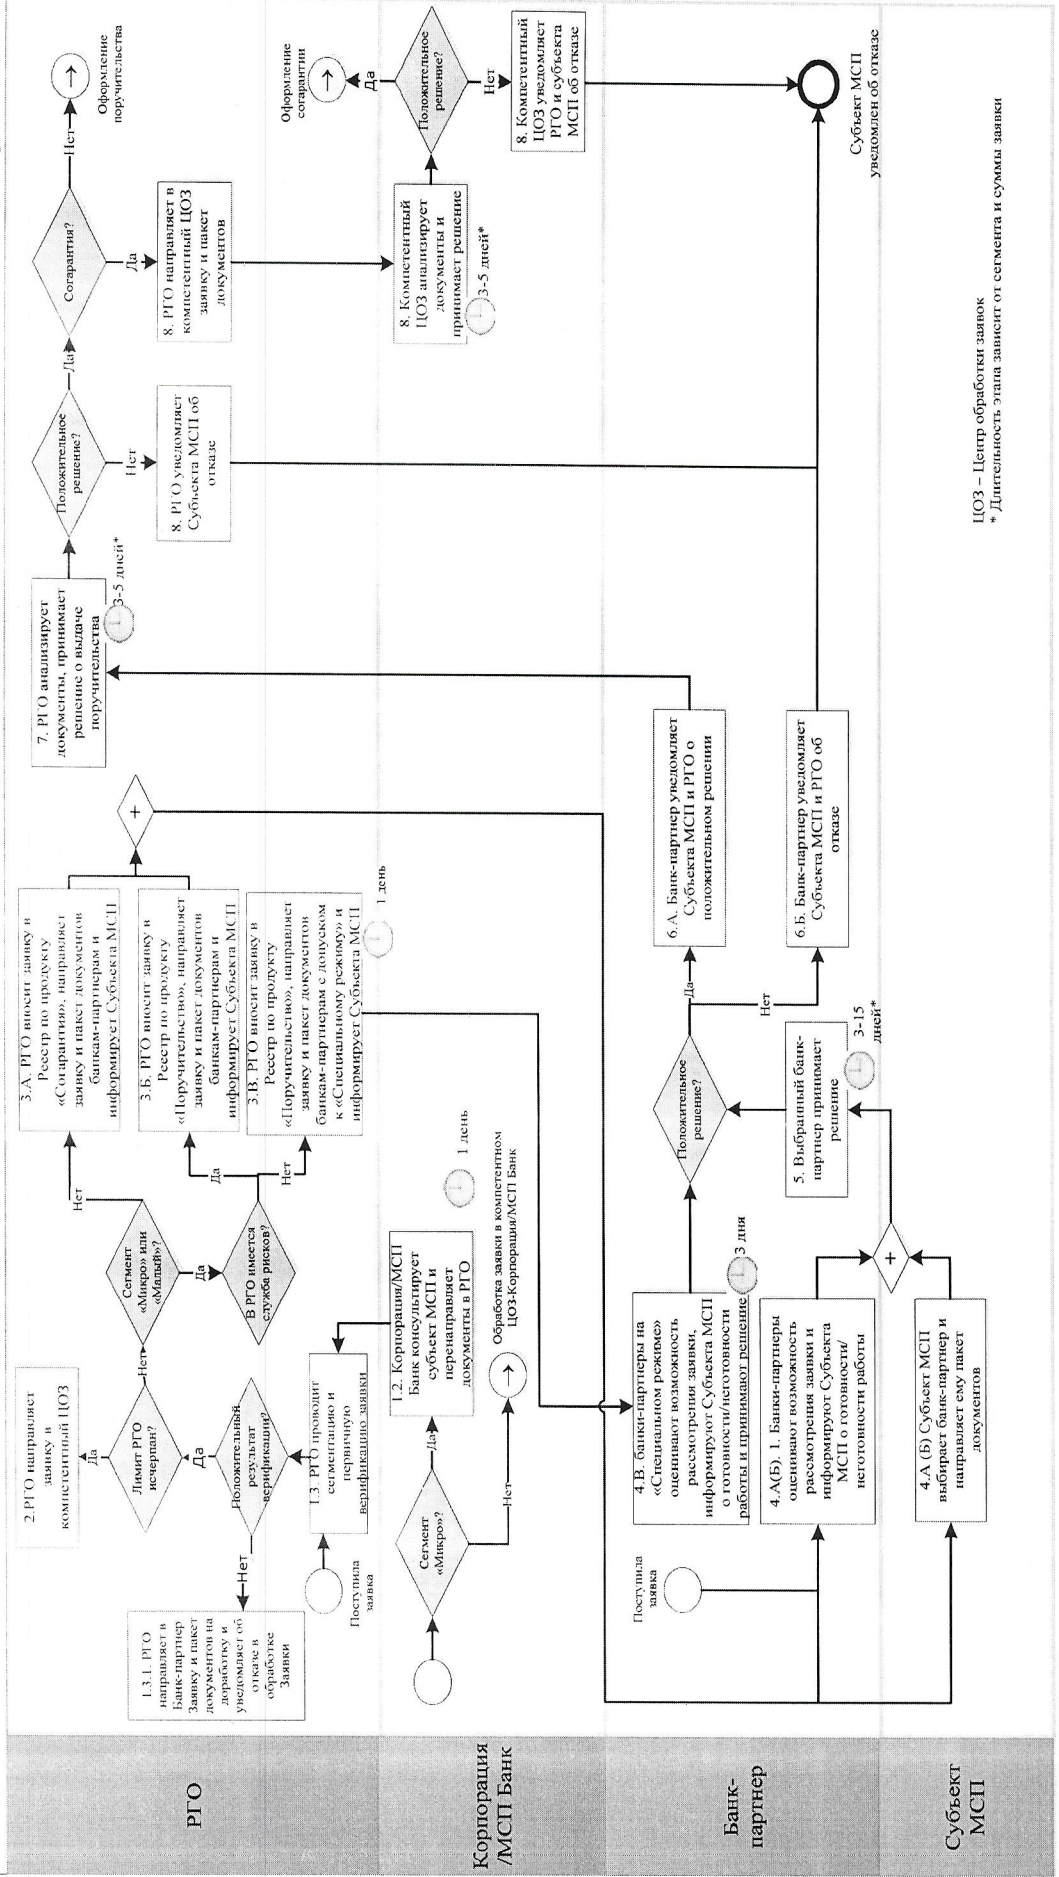 РГО
Корпорация
/МСП Банк
Банк-
партнер
Субъект
МСП
1.3.1. РГО
направляет в
Банк-партнер
Заявку и пакет
документов на
доработку и
уведомляет об
отказе в
обработке
Заявки
Нет
Поступила
заявка
1.3. РГО проводит
сегментацию и
первичную
верификацию заявки
Положительный
результат
верификации?
Да
Лимит РГО
исчерпан?
Да
2.РГО направляет
заявку в
компетентный ЦОЗ
Нет
Сегмент
«Микро» или
«Малый»?
Нет
Да
В РГО имеется
служба рисков?
Да
Нет
3.А. РГО вносит заявку в
Реестр по продукту
«Согарантия», направляет
заявку и пакет документов
банкам-партнерам и
информирует Субъекта МСП
3.Б. РГО вносит заявку в
Реестр по продукту
«Поручительство», направляет
заявку и пакет документов
банкам-партнерам и
информирует Субъекта МСП
3.В. РГО вносит заявку в
Реестр по продукту
«Поручительство», направляет
заявку и пакет документов
банкам-партнерам с допуском
к «Специальному режиму» и
информирует Субъекта МСП
1 день
+
7. РГО анализирует
документы, принимает
решение о выдаче
поручительства
3-5 дней*
Положительное
решение?
Да
Нет
8. РГО уведомляет
Субъекта МСП об
отказе
Согарантия?
Нет
Оформление
поручительства
Да
8. РГО направляет в
компетентный ЦОЗ
заявку и пакет
документов
Сегмент
«Микро»?
Да
Нет
1.2. Корпорация/МСП
Банк консультирует
субъект МСП и
перенаправляет
документы в РГО
1 день
Обработка заявки в компетентном
ЦОЗ-Корпорация/МСП Банк
8. Компетентный
ЦОЗ анализирует
документы и
принимает решение
3-5 дней*
Положительное
решение?
Да
Оформление
согарантии
Нет
8. Компетентный
ЦОЗ уведомляет
РГО и субъекта
МСП об отказе
Поступила
заявка
4.В. банки-партнеры на
«Специальном режиме»
оценивают возможность
рассмотрения заявки,
информируют Субъекта МСП
о готовности/неготовности
работы и принимают решение
3 дня
4.А(Б). 1. Банки-партнеры
оценивают возможность
рассмотрения заявки и
информируют Субъекта
МСП о готовности/
неготовности работы
Положительное
решение?
Да
Нет
5. Выбранный банк-
партнер принимает
решение
3-15
дней*
6.А. Банк-партнер уведомляет
Субъекта МСП и РГО о
положительном решении
6.Б. Банк-партнер уведомляет
Субъекта МСП и РГО об
отказе
Субъект МСП
уведомлен об отказе
4.А (Б) Субъект МСП
выбирает банк-партнер и
направляет ему пакет
документов
+
ЦОЗ – Центр обработки заявок
* Длительность этапа зависит от сегмента и суммы заявки